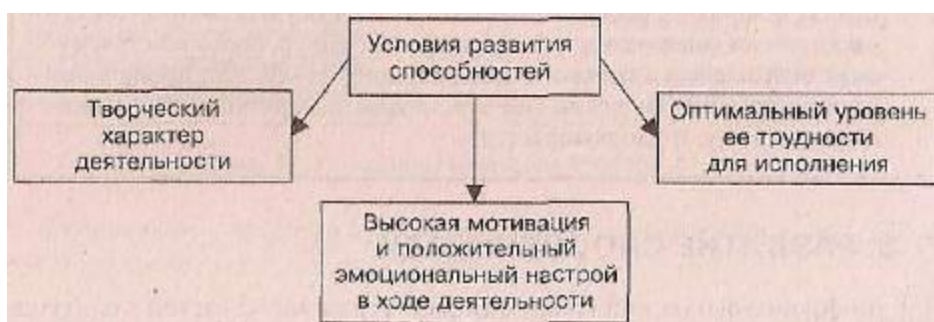 Условия развития
способностей
Творческий
характер
деятельности
Оптимальный уровень
ее трудности
для исполнения
Высокая мотивация
и положительный
эмоциональный настрой
в ходе деятельности